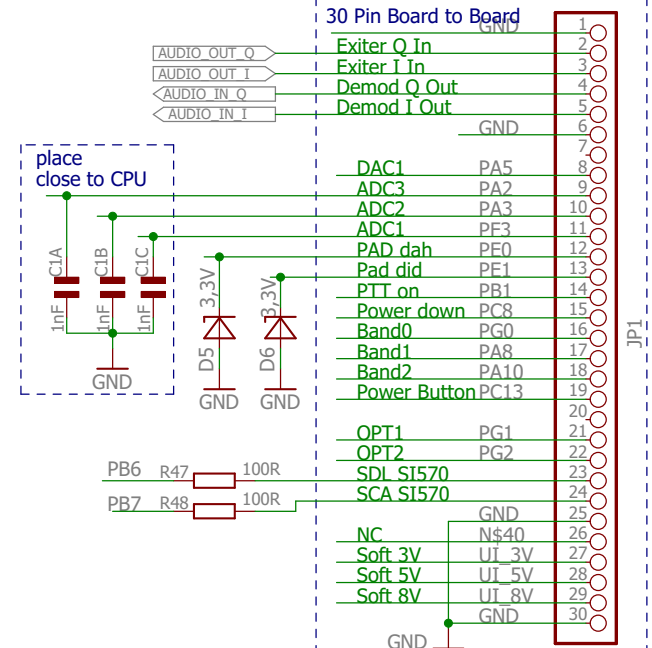 30 Pin Board to Board
GND 1
AUDIO_OUT_Q Exiter Q In 2
AUDIO_OUT_I Exiter I In 3
AUDIO_IN_Q Demod Q Out 4
AUDIO_IN_I Demod I Out 5
GND 6
7
place
close to CPU
DAC1 PA5 8
ADC3 PA2 9
ADC2 PA3 10
ADC1 PF3 11
PAD dah PE0 12
Pad did PE1 13
PTT on PB1 14
Power down PC8 15
Band0 PG0 16
Band1 PA8 17
Band2 PA10 18
Power Button PC13 19
20
OPT1 PG1 21
OPT2 PG2 22
PB6 R47 100R SDL SI570 23
PB7 R48 100R SCA SI570 24
GND 25
NC N$40 26
Soft 3V UI_3V 27
Soft 5V UI_5V 28
Soft 8V UI_8V 29
GND 30
GND
C1A
1nF
C1B
1nF
C1C
1nF
GND
3,3V
D5
GND
3,3V
D6
GND
JP1